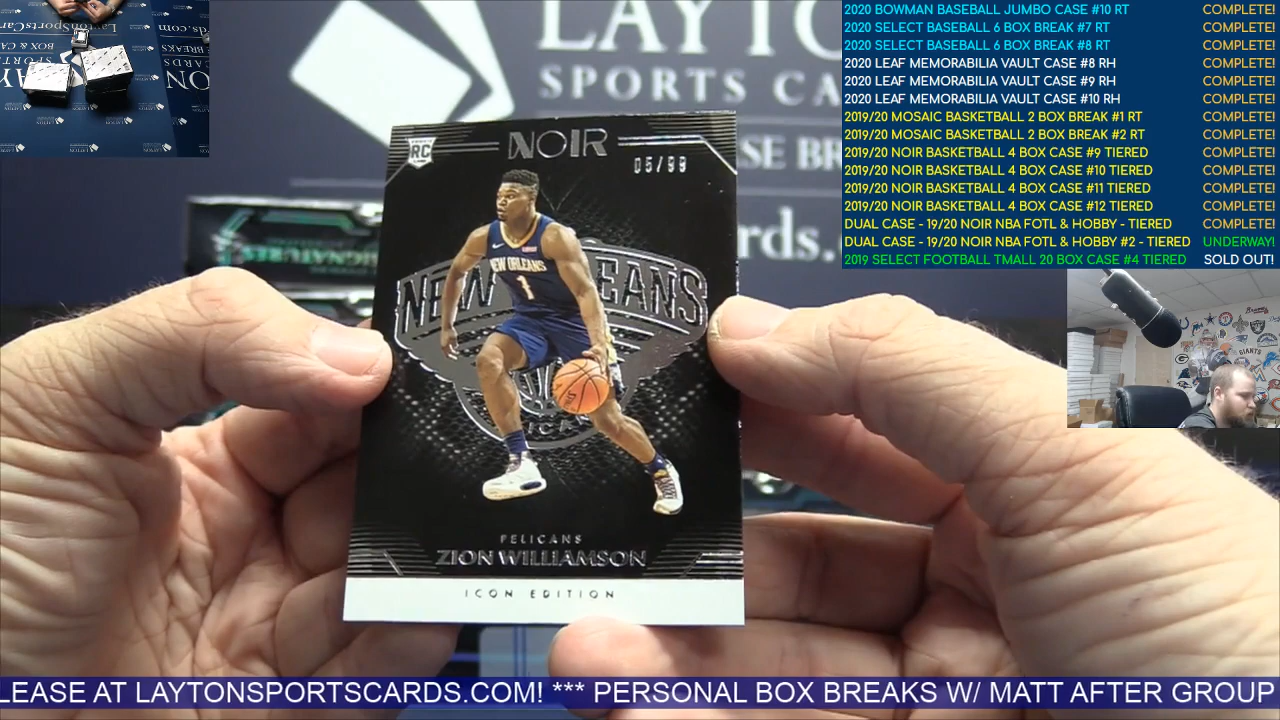 2020 BOWMAN BASEBALL JUMBO CASE #10 RT COMPLETE!
2020 SELECT BASEBALL 6 BOX BREAK #7 RT COMPLETE!
2020 SELECT BASEBALL 6 BOX BREAK #8 RT COMPLETE!
2020 LEAF MEMORABILIA VAULT CASE #8 RH COMPLETE!
2020 LEAF MEMORABILIA VAULT CASE #9 RH COMPLETE!
2020 LEAF MEMORABILIA VAULT CASE #10 RH COMPLETE!
2019/20 MOSAIC BASKETBALL 2 BOX BREAK #1 RT COMPLETE!
2019/20 MOSAIC BASKETBALL 2 BOX BREAK #2 RT COMPLETE!
2019/20 NOIR BASKETBALL 4 BOX CASE #9 TIERED COMPLETE!
2019/20 NOIR BASKETBALL 4 BOX CASE #10 TIERED COMPLETE!
2019/20 NOIR BASKETBALL 4 BOX CASE #11 TIERED COMPLETE!
2019/20 NOIR BASKETBALL 4 BOX CASE #12 TIERED COMPLETE!
DUAL CASE - 19/20 NOIR NBA FOTL & HOBBY - TIERED COMPLETE!
DUAL CASE - 19/20 NOIR NBA FOTL & HOBBY #2 - TIERED UNDERWAY!
2019 SELECT FOOTBALL TMALL 20 BOX CASE #4 TIERED SOLD OUT!
LAYTO
SPORTS CA
SE BR
rds.
RC
NOIR
05/99
NEW ORLEANS
1
NEW EANS
PELICANS
ZION WILLIAMSON
ICON EDITION
GIANTS
LEASE AT LAYTONSPORTSCARDS.COM! *** PERSONAL BOX BREAKS W/ MATT AFTER GROUP